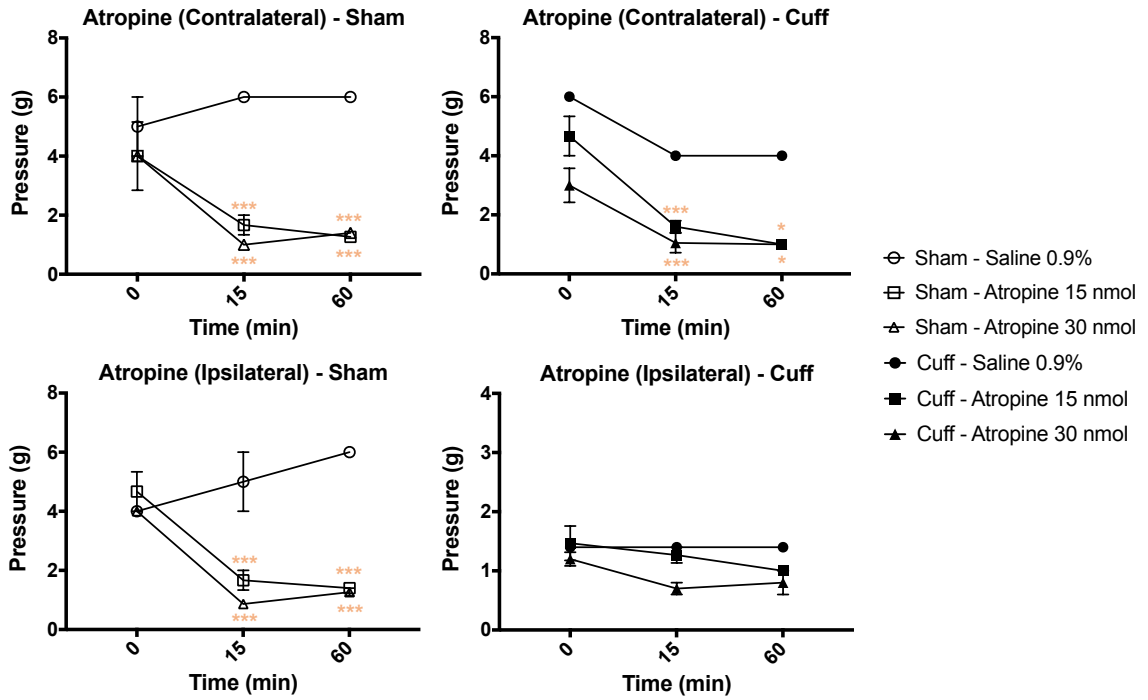 Atropine (Contralateral) - Sham
Pressure (g)
8
6
4
2
0
***
***
***
***
0
15
60
Time (min)
Atropine (Contralateral) - Cuff
Pressure (g)
8
6
4
2
0
***
***
*
*
0
15
60
Time (min)
Atropine (Ipsilateral) - Sham
Pressure (g)
8
6
4
2
0
***
***
***
***
0
15
60
Time (min)
Atropine (Ipsilateral) - Cuff
Pressure (g)
4
3
2
1
0
0
15
60
Time (min)
Sham - Saline 0.9%
Sham - Atropine 15 nmol
Sham - Atropine 30 nmol
Cuff - Saline 0.9%
Cuff - Atropine 15 nmol
Cuff - Atropine 30 nmol